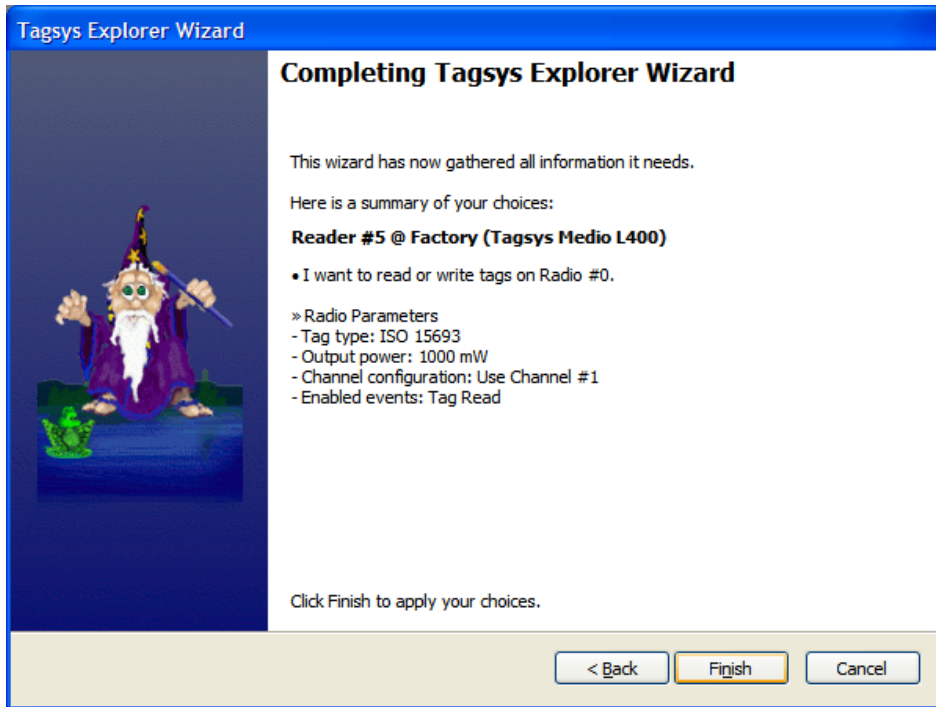 Tagsys Explorer Wizard
Completing Tagsys Explorer Wizard
This wizard has now gathered all information it needs.
Here is a summary of your choices:
Reader #5 @ Factory (Tagsys Medio L400)
• I want to read or write tags on Radio #0.
» Radio Parameters
- Tag type: ISO 15693
- Output power: 1000 mW
- Channel configuration: Use Channel #1
- Enabled events: Tag Read
Click Finish to apply your choices.
< Back
Finish
Cancel